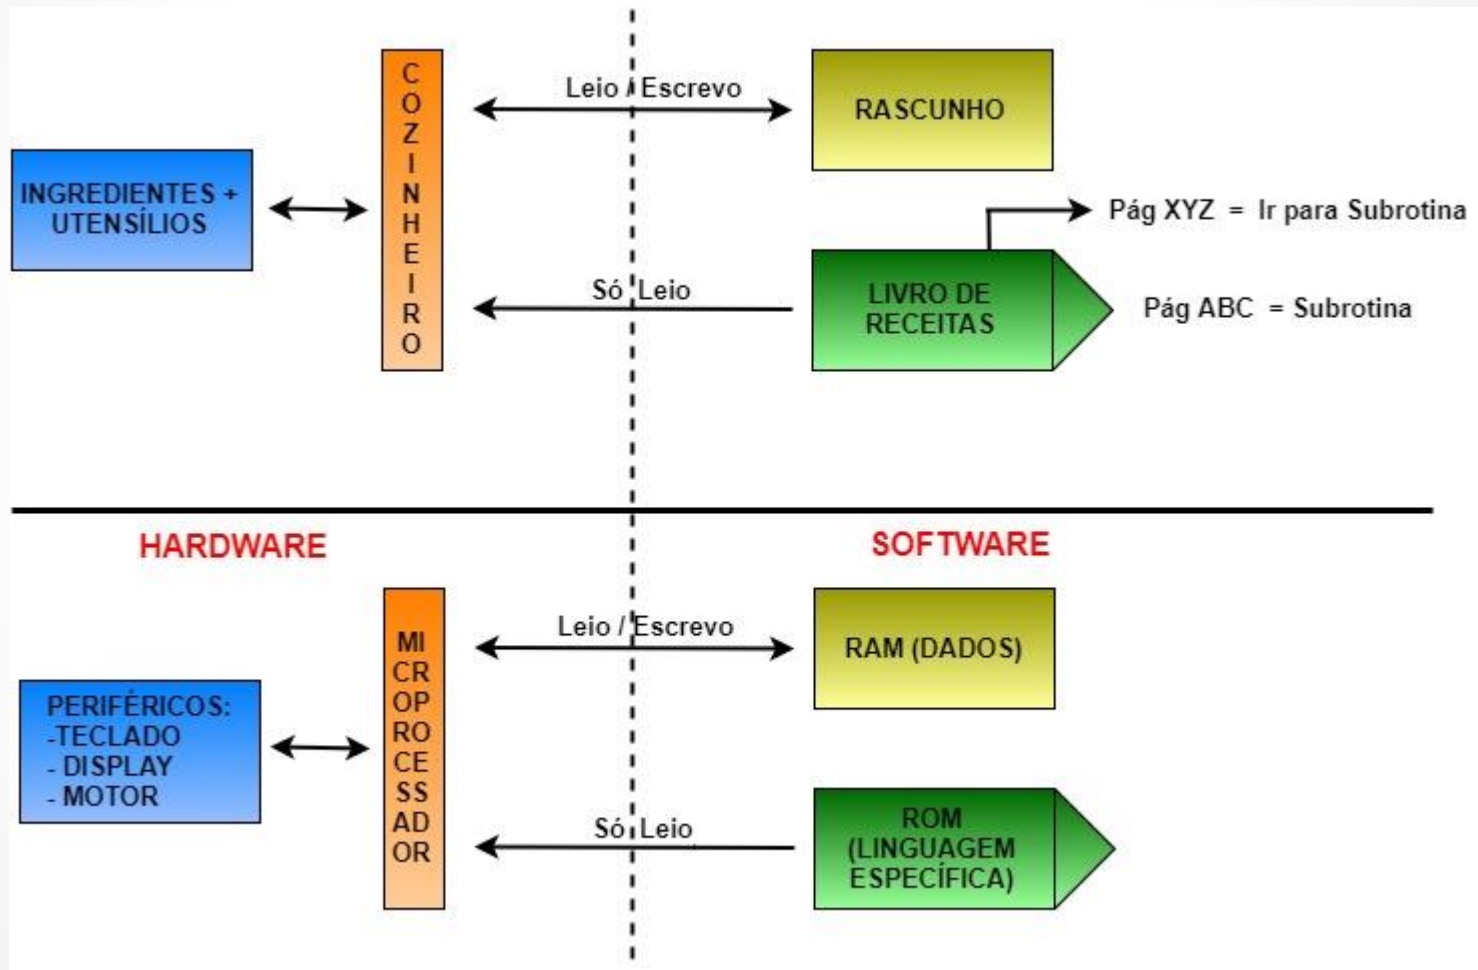 COZINHEIRO
Leio / Escrevo
RASCUNHO
INGREDIENTES +
UTENSÍLIOS
Pág XYZ = Ir para Subrotina
Só Leio
LIVRO DE
RECEITAS
Pág ABC = Subrotina
HARDWARE
SOFTWARE
MI
CR
OP
RO
CE
SS
AD
OR
Leio / Escrevo
RAM (DADOS)
PERIFÉRICOS:
-TECLADO
- DISPLAY
- MOTOR
Só Leio
ROM
(LINGUAGEM
ESPECÍFICA)